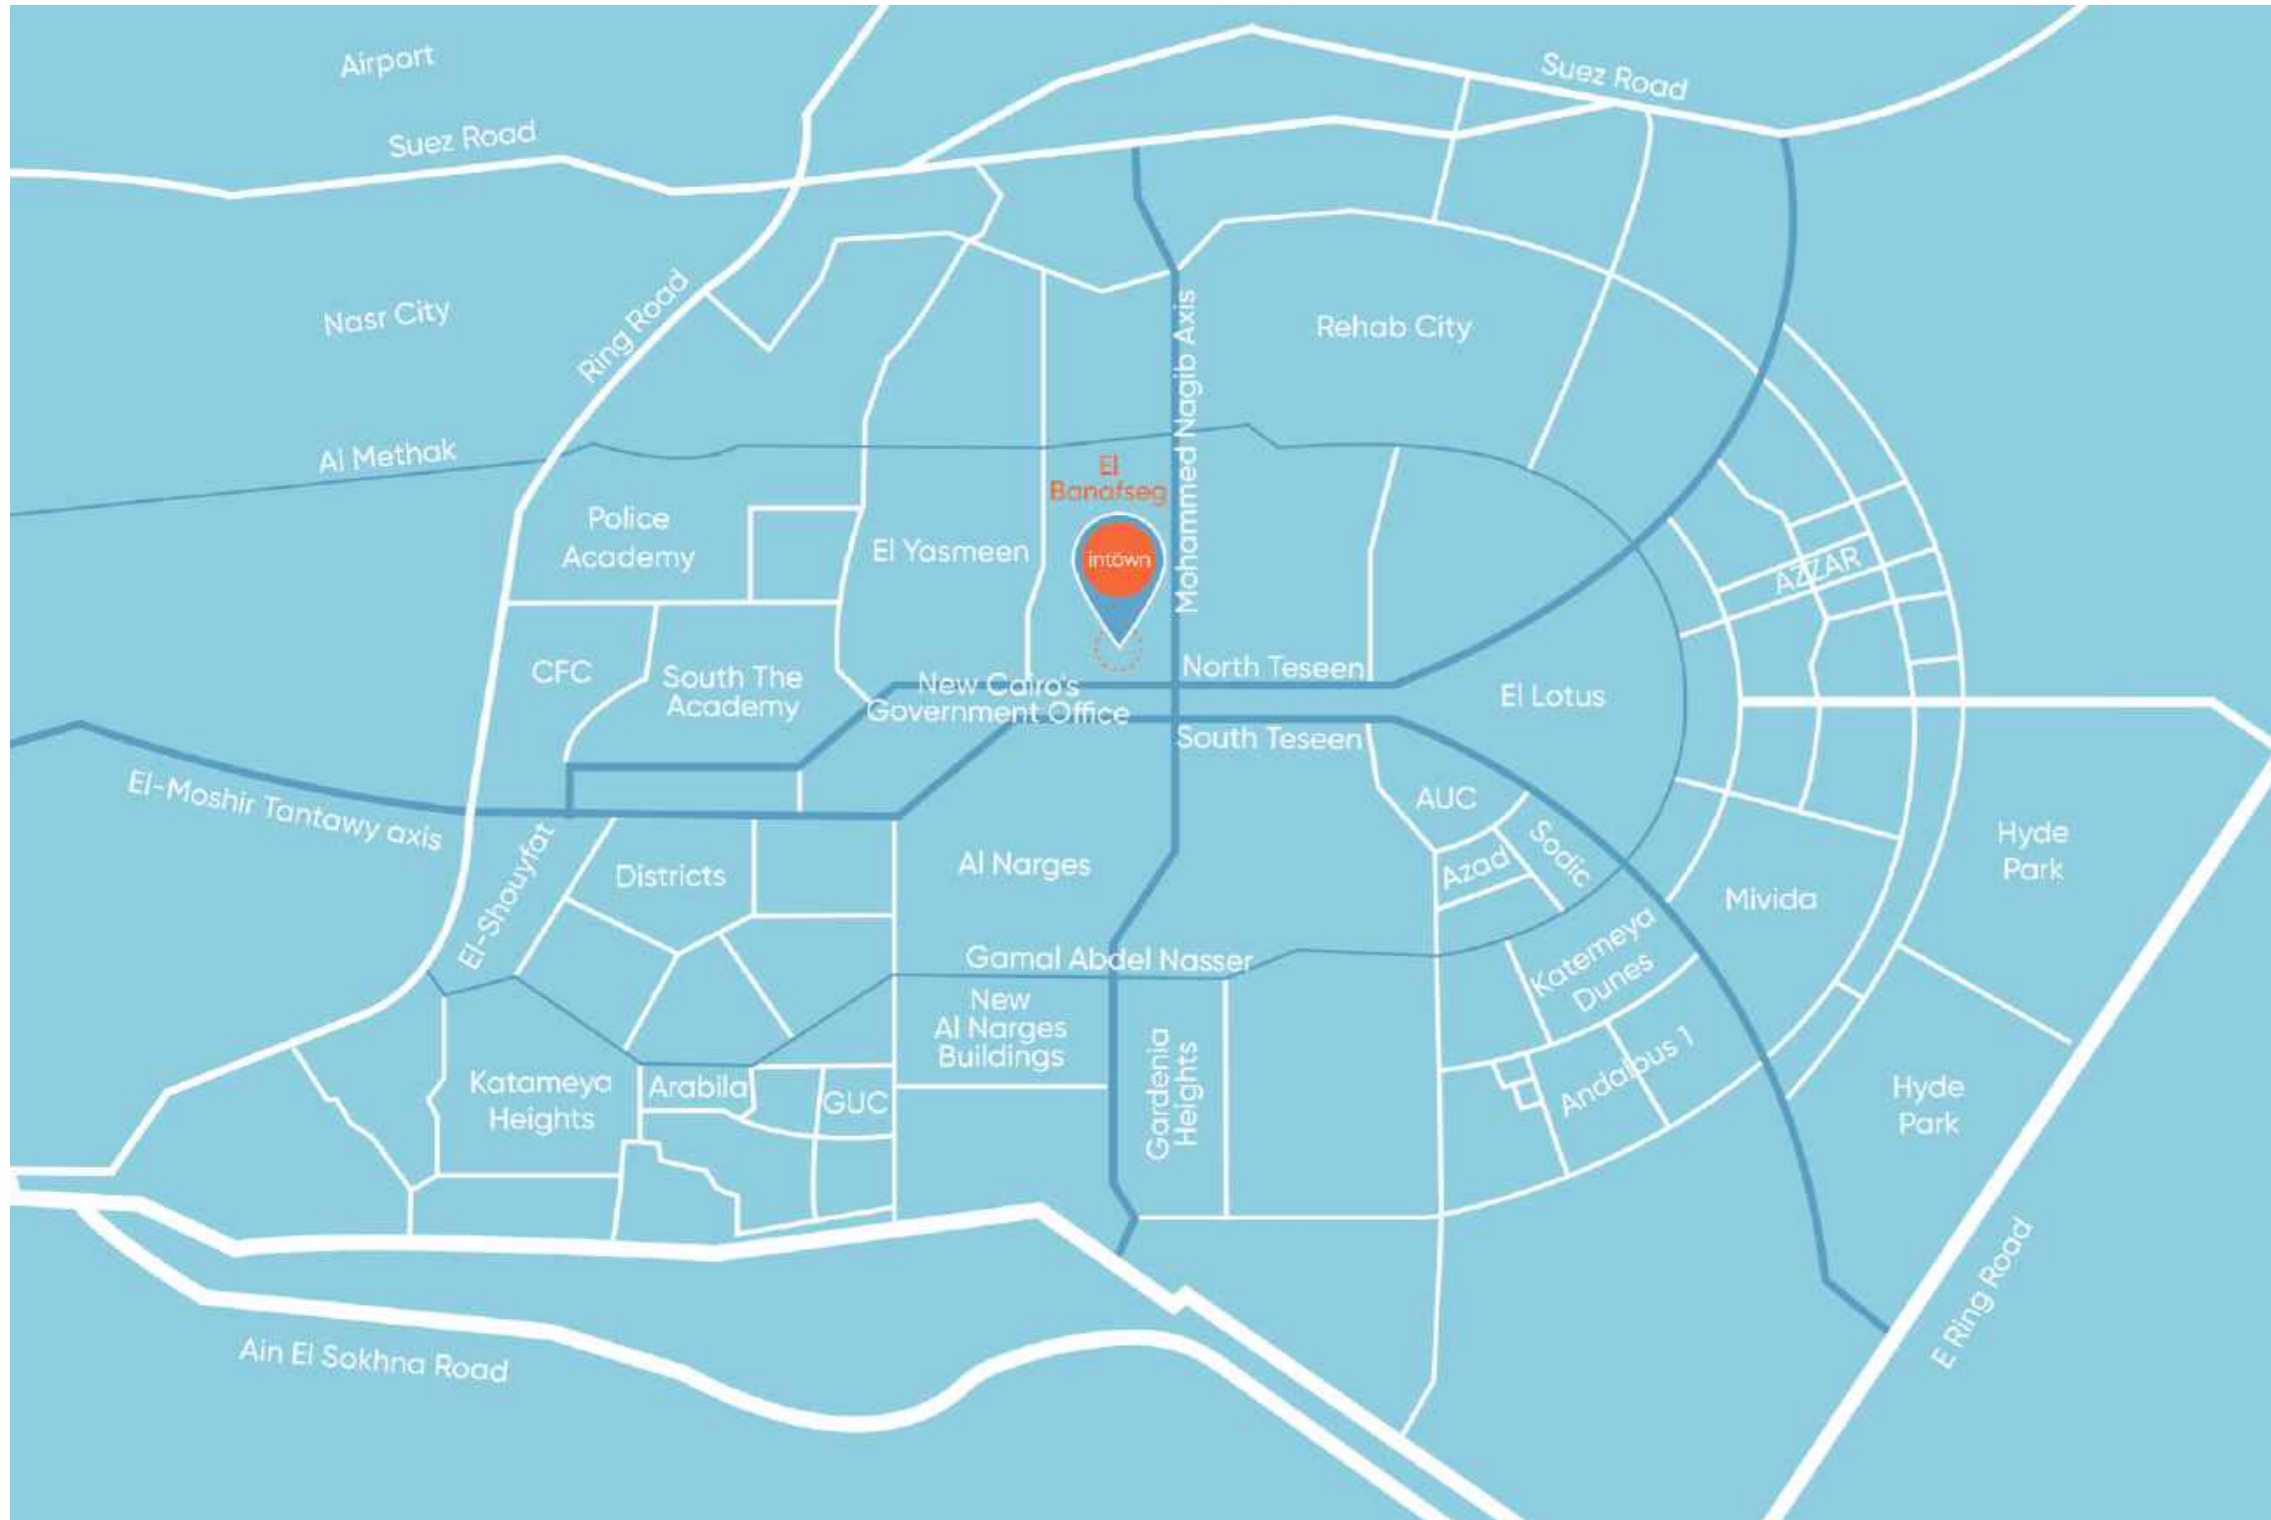 Airport
Suez Road
Suez Road
Nasr City
Ring Road
Mohammed Nagib Axis
Rehab City
Al Methak
El
Banafseg
Police
Academy
El Yasmeen
intown
AZZAR
CFC
South The
Academy
New Cairo's
Government Office
North Teseen
South Teseen
El Lotus
El-Moshir Tantawy axis
El-Shouyfat
Districts
Al Narges
AUC
Azad
Sodic
Mivida
Hyde
Park
Gamal Abdel Nasser
Katemeya
Dunes
New
Al Narges
Buildings
Gardenia
Heights
Andalous 1
Katameya
Heights
Arabila
GUC
Hyde
Park
Ain El Sokhna Road
E Ring Road